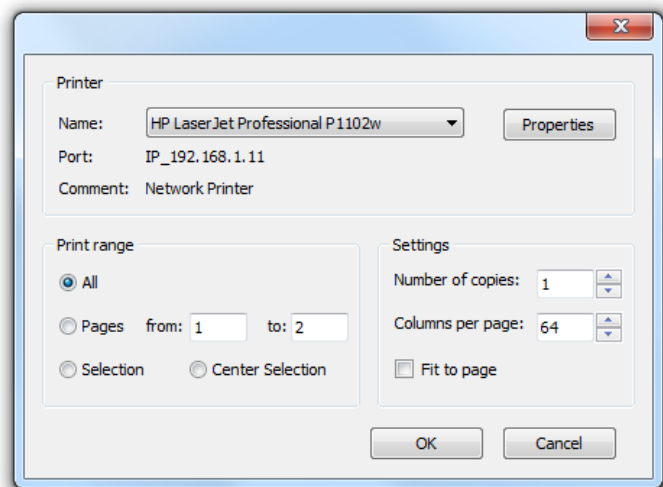 Printer
Name: HP LaserJet Professional P1102w Properties
Port: IP_192.168.1.11
Comment: Network Printer
Print range
All
Pages from: 1 to: 2
Selection Center Selection
Settings
Number of copies: 1
Columns per page: 64
Fit to page
OK Cancel